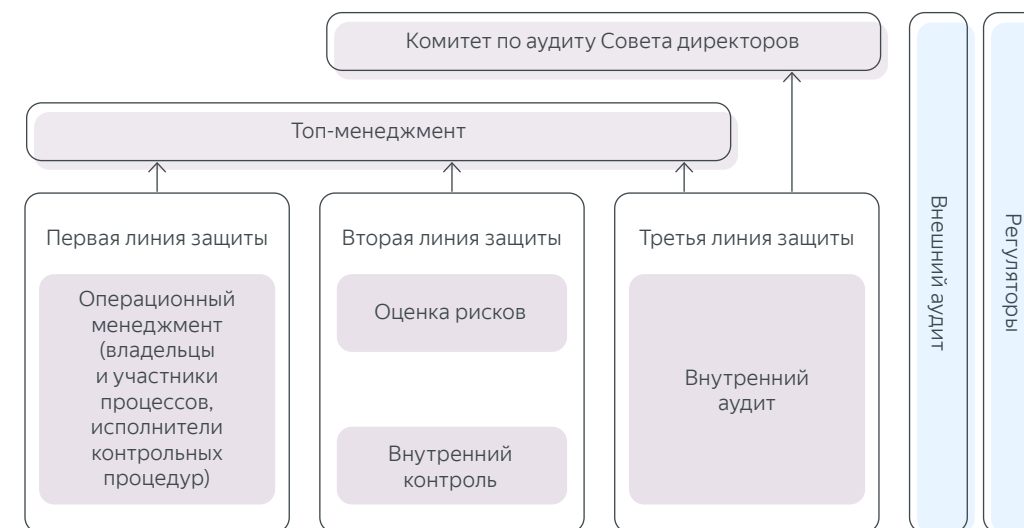 Комитет по аудиту Совета директоров
Топ-менеджмент
Первая линия защиты
Операционный
менеджмент
(владельцы
и участники
процессов,
исполнители
контрольных
процедур)
Вторая линия защиты
Оценка рисков
Внутренний
контроль
Третья линия защиты
Внутренний
аудит
Внешний аудит
Регуляторы